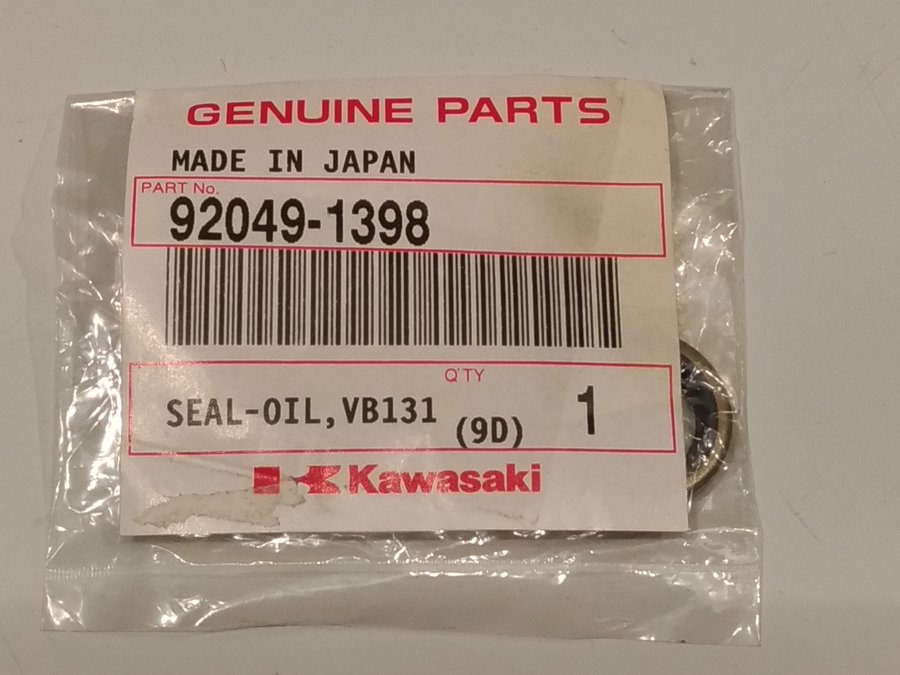 GENUINE PARTS
MADE IN JAPAN
PART No.
92049-1398
Q'TY
SEAL-OIL,VB131 (9D) 1
Kawasaki